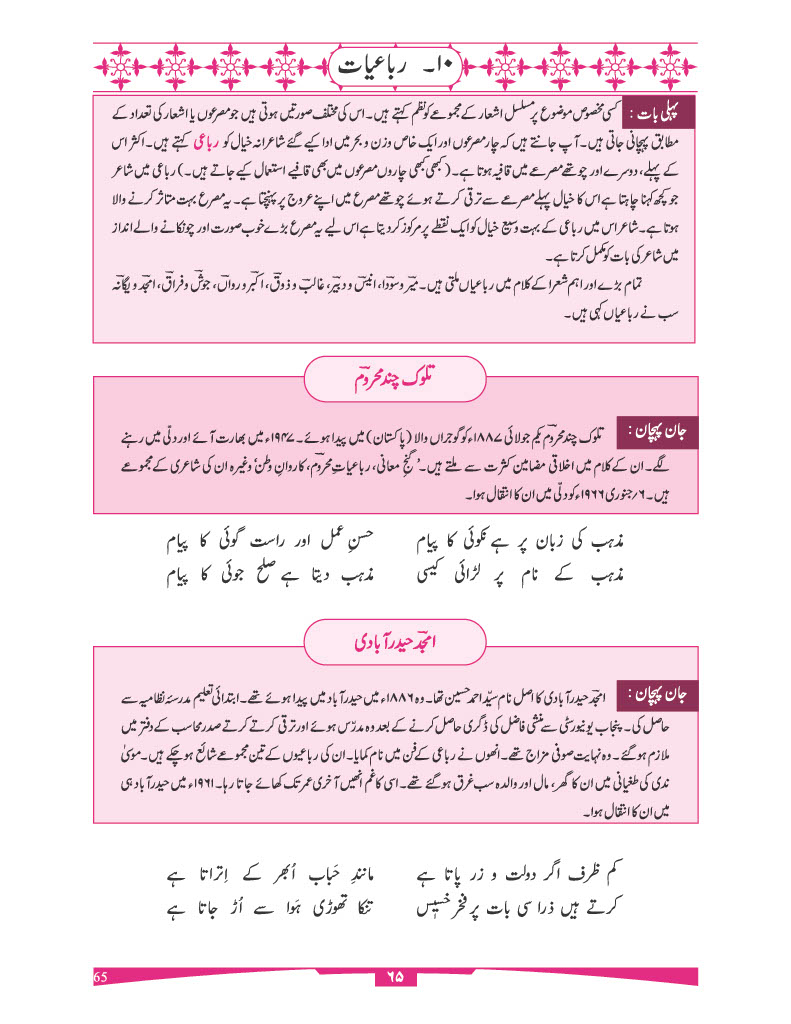 ۱۰۔ رباعیات
پہلی بات : کسی مخصوص موضوع پر مسلسل اشعار کے مجموعے کو نظم کہتے ہیں۔ اس کی مختلف صورتیں ہوتی ہیں جو مصرعوں یا اشعار کی تعداد کے
مطابق پہچانی جاتی ہیں۔ آپ جانتے ہیں کہ چار مصرعوں اور ایک خاص وزن و بحر میں ادا کیے گئے شاعرانہ خیال کو رباعی کہتے ہیں۔ اکثر اس
کے پہلے، دوسرے اور چوتھے مصرعے میں قافیہ ہوتا ہے۔ (کبھی کبھی چاروں مصرعوں میں بھی قافیے استعمال کیے جاتے ہیں۔) رباعی میں شاعر
جو کچھ کہنا چاہتا ہے اس کا خیال پہلے مصرعے سے ترقی کرتے ہوئے چوتھے مصرع میں اپنے عروج پر پہنچتا ہے۔ یہ مصرع بہت متاثر کرنے والا
ہوتا ہے۔ شاعر اس میں رباعی کے بہت وسیع خیال کو ایک نقطے پر مرکوز کردیتا ہے اس لیے یہ مصرع بڑے خوب صورت اور چونکانے والے انداز
میں شاعر کی بات کو مکمل کرتا ہے۔
تمام بڑے اور اہم شعرا کے کلام میں رباعیاں ملتی ہیں۔ میرؔ و سوداؔ، انیسؔ و دبیرؔ، غالبؔ و ذوقؔ، اکبرؔ و رواںؔ، جوشؔ و فراقؔ، امجدؔ و یگانہؔ
سب نے رباعیاں کہی ہیں۔
تلوک چند محرومؔ
جان پہچان : تلوک چند محرومؔ یکم جولائی ۱۸۸۷ء کو گوجراں والا (پاکستان) میں پیدا ہوئے۔ ۱۹۴۷ء میں بھارت آئے اور دلّی میں رہنے
لگے۔ ان کے کلام میں اخلاقی مضامین کثرت سے ملتے ہیں۔ ’گنجِ معانی، رباعیاتِ محرومؔ، کاروانِ وطن‘ وغیرہ ان کی شاعری کے مجموعے
ہیں۔ ۶؍جنوری ۱۹۶۶ء کو دلّی میں ان کا انتقال ہوا۔
مذہب کی زبان پر ہے نکوئی کا پیام حسنِ عمل اور راست گوئی کا پیام
مذہب کے نام پر لڑائی کیسی مذہب دیتا ہے صلح جوئی کا پیام
امجدؔ حیدرآبادی
جان پہچان : امجدؔ حیدرآبادی کا اصل نام سیّد احمد حسین تھا۔ وہ ۱۸۸۶ء میں حیدرآباد میں پیدا ہوئے تھے۔ ابتدائی تعلیم مدرسۂ نظامیہ سے
حاصل کی۔ پنجاب یونیورسٹی سے منشی فاضل کی ڈگری حاصل کرنے کے بعد وہ مدرّس ہوئے اور ترقی کرتے کرتے صدر محاسب کے دفتر میں
ملازم ہوگئے۔ وہ نہایت صوفی مزاج تھے۔ انھوں نے رباعی کے فن میں نام کمایا۔ ان کی رباعیوں کے تین مجموعے شائع ہوچکے ہیں۔ موسیٰ
ندی کی طغیانی میں ان کا گھر، مال اور والدہ سب غرق ہوگئے تھے۔ اسی کا غم انھیں آخری عمر تک کھائے جاتا رہا۔ ۱۹۶۱ء میں حیدرآباد ہی
میں ان کا انتقال ہوا۔
کم ظرف اگر دولت و زر پاتا ہے مانندِ حَباب اُبھر کے اِتراتا ہے
کرتے ہیں ذرا سی بات پر فخر خسیس تنکا تھوڑی ہَوا سے اُڑ جاتا ہے
65 ۶۵